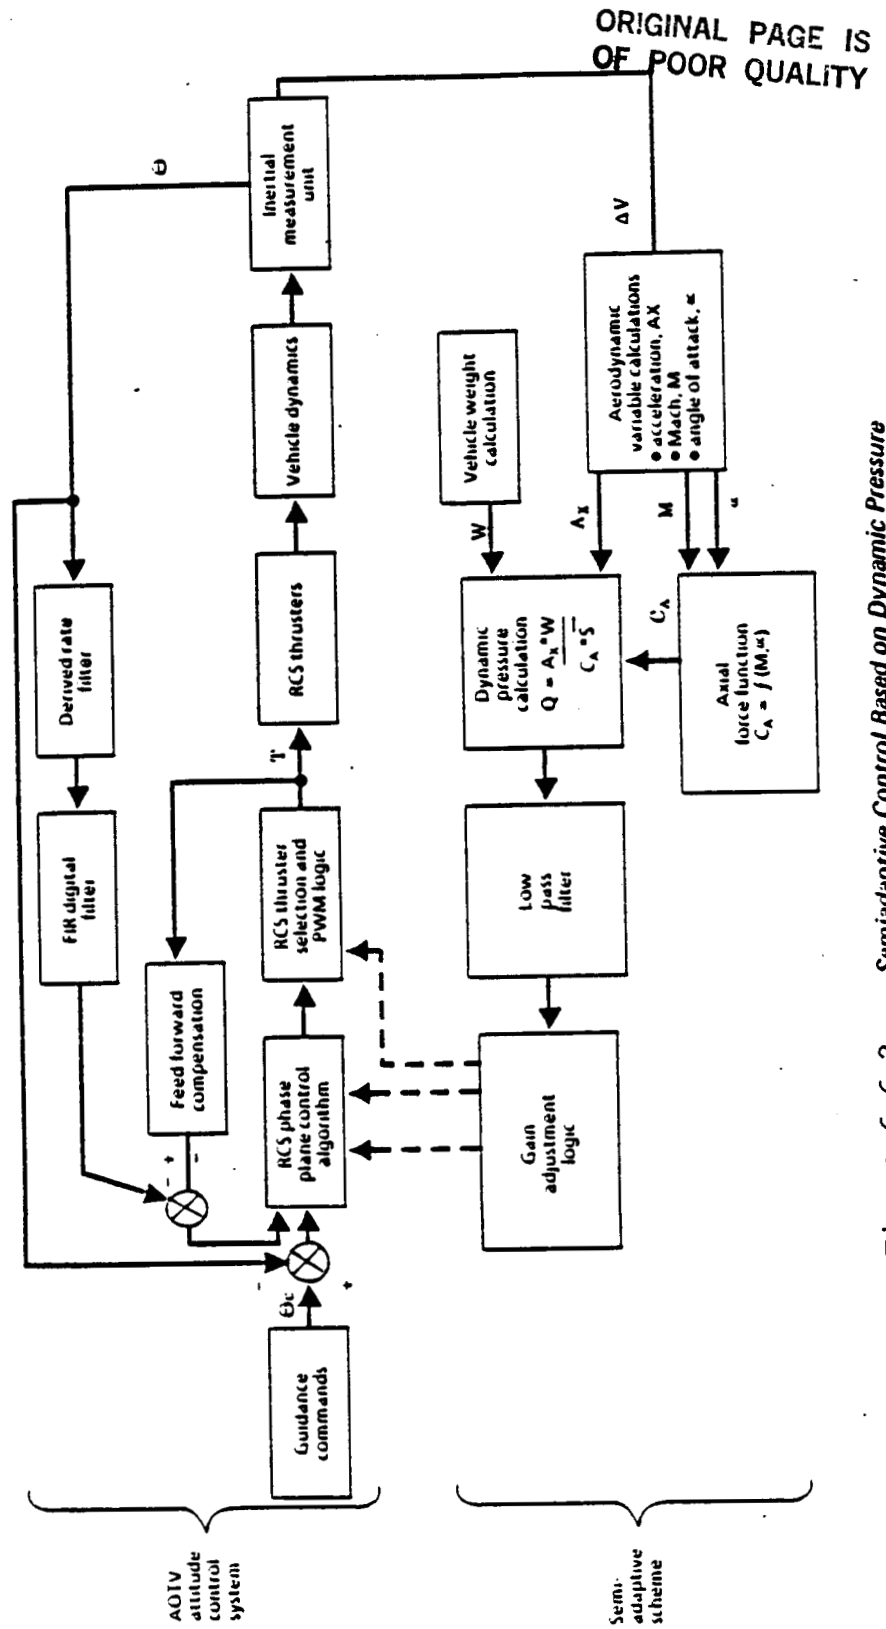 ORIGINAL PAGE IS
OF POOR QUALITY
AOTV
attitude
control
system
Guidance
commands
Θc
+
-
RCS phase
plane control
algorithm
RCS thruster
selection and
PWM logic
T
RCS thrusters
Vehicle dynamics
Inertial
measurement
unit
Θ
Derived rate
filter
FIR digital
filter
Feed forward
compensation
-
+
-
Semi-
adaptive
scheme
Gain
adjustment
logic
Low
pass
filter
Dynamic
pressure
calculation
Q = Ax*W
CA*S
W
Vehicle weight
calculation
AX
M
α
CA
Axial
force function
CA = f (M,α)
Aerodynamic
variable calculations
• acceleration, AX
• Mach, M
• angle of attack, α
ΔV
Semiadaptive Control Based on Dynamic Pressure